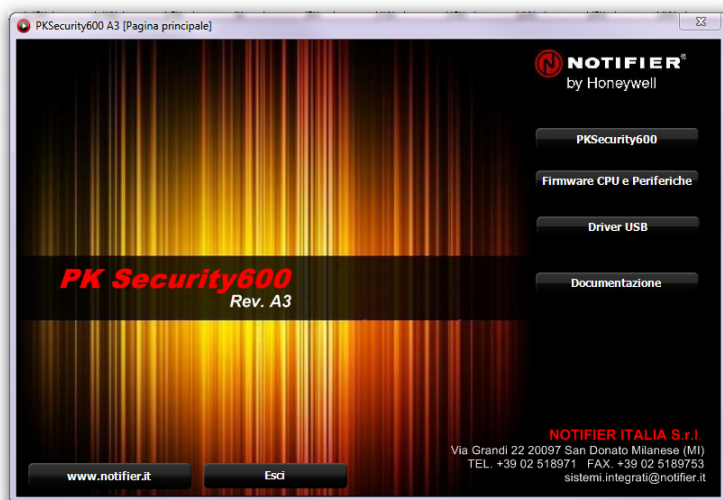 PKSecurity600 A3 [Pagina principale]
NOTIFIER®
by Honeywell
PKSecurity600
Firmware CPU e Periferiche
Driver USB
PK Security600
Rev. A3
Documentazione
NOTIFIER ITALIA S.r.l.
Via Grandi 22 20097 San Donato Milanese (MI)
TEL. +39 02 518971 FAX. +39 02 5189753
sistemi.integrati@notifier.it
www.notifier.it
Esci